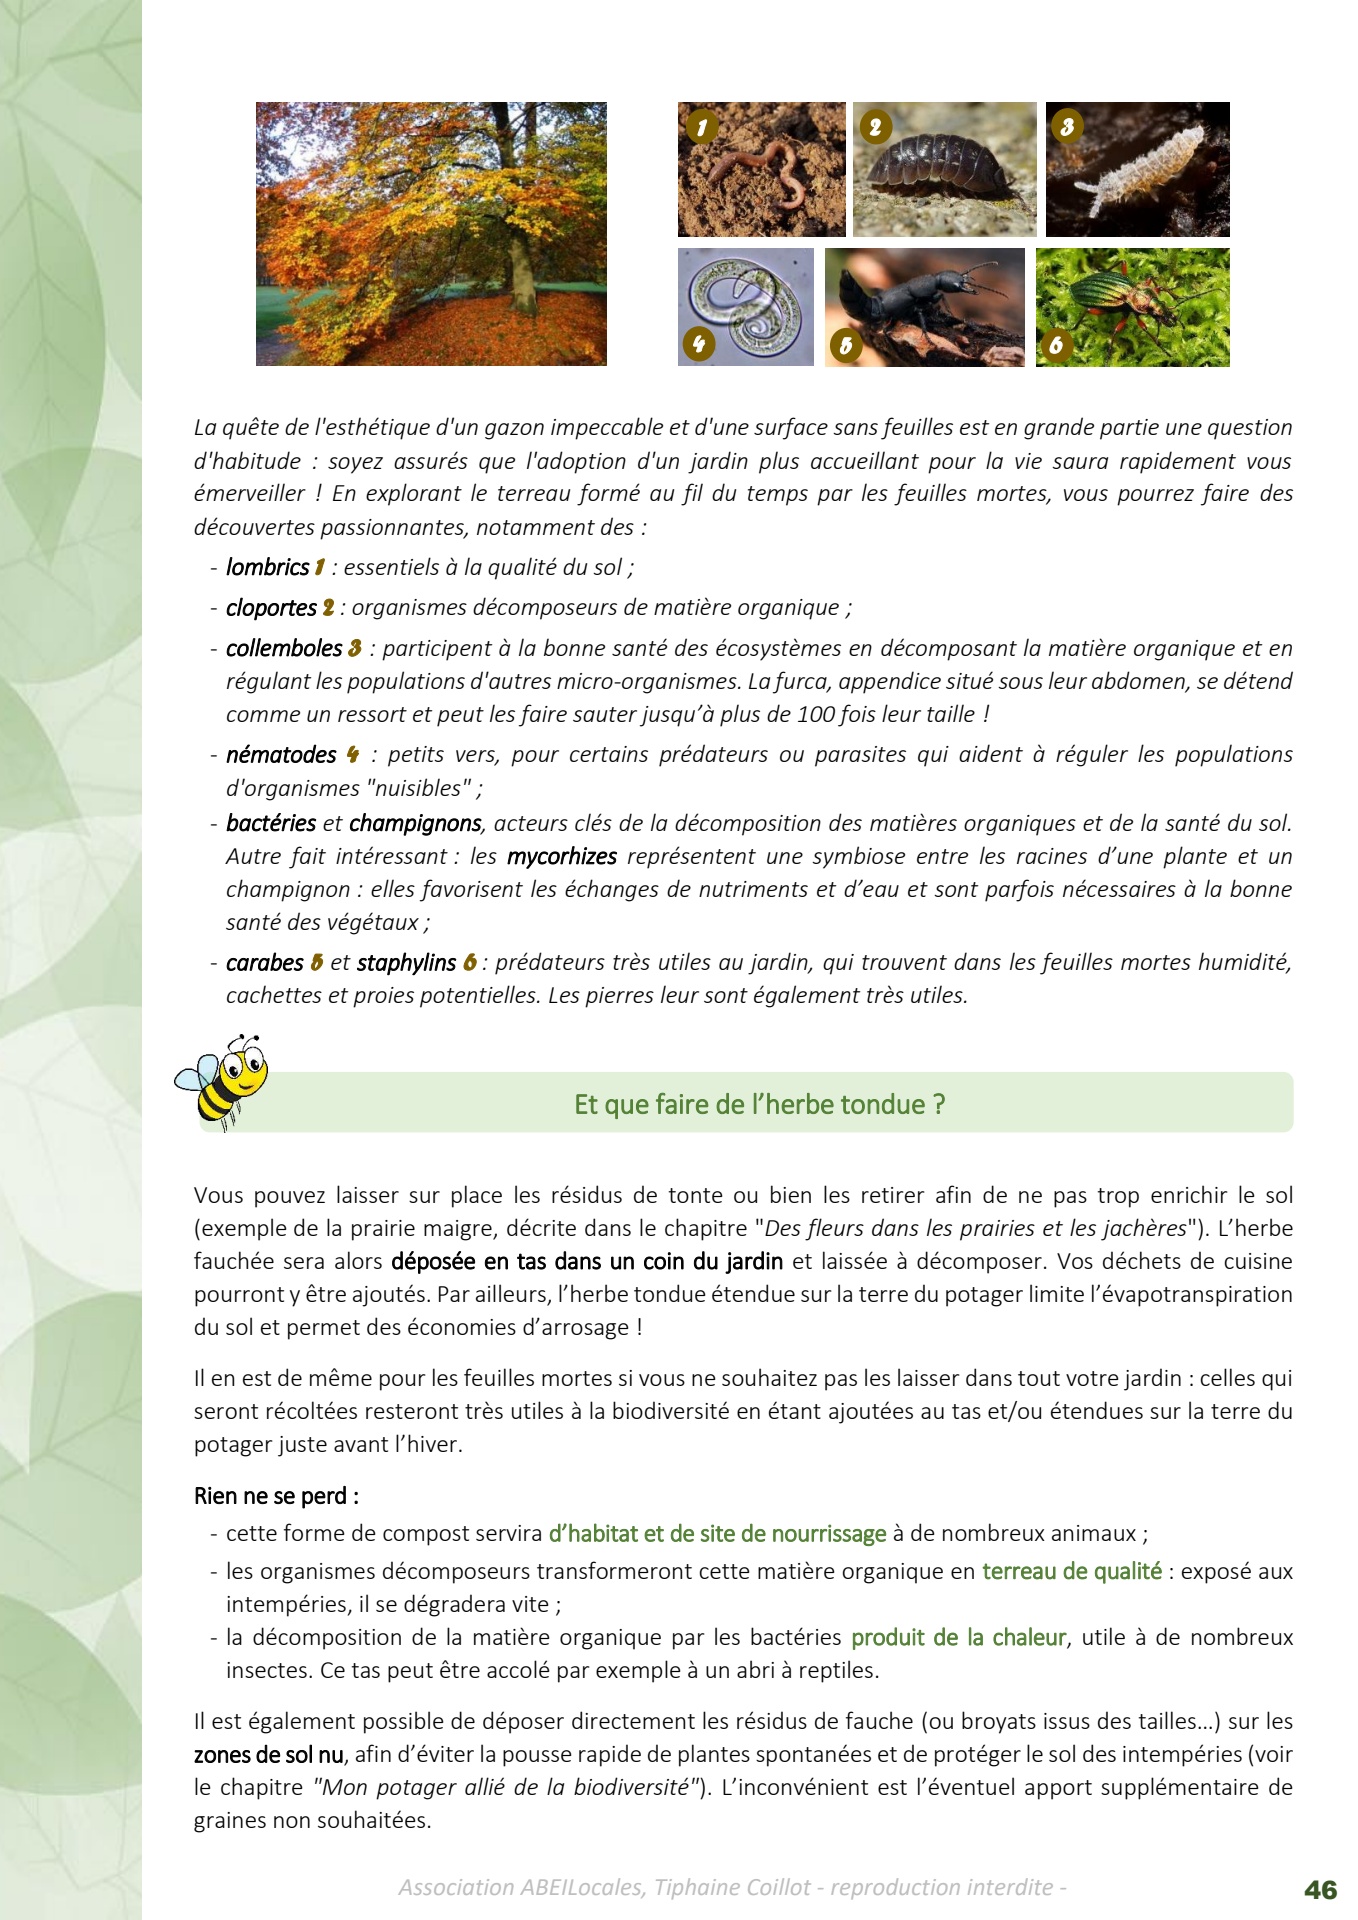 1
2
3
4
5
6
La quête de l'esthétique d'un gazon impeccable et d'une surface sans feuilles est en grande partie une question
d'habitude : soyez assurés que l'adoption d'un jardin plus accueillant pour la vie saura rapidement vous
émerveiller ! En explorant le terreau formé au fil du temps par les feuilles mortes, vous pourrez faire des
découvertes passionnantes, notamment des :
- lombrics 1 : essentiels à la qualité du sol ;
- cloportes 2 : organismes décomposeurs de matière organique ;
- collemboles 3 : participent à la bonne santé des écosystèmes en décomposant la matière organique et en
régulant les populations d'autres micro-organismes. La furca, appendice situé sous leur abdomen, se détend
comme un ressort et peut les faire sauter jusqu’à plus de 100 fois leur taille !
- nématodes 4 : petits vers, pour certains prédateurs ou parasites qui aident à réguler les populations
d'organismes "nuisibles" ;
- bactéries et champignons, acteurs clés de la décomposition des matières organiques et de la santé du sol.
Autre fait intéressant : les mycorhizes représentent une symbiose entre les racines d’une plante et un
champignon : elles favorisent les échanges de nutriments et d’eau et sont parfois nécessaires à la bonne
santé des végétaux ;
- carabes 5 et staphylins 6 : prédateurs très utiles au jardin, qui trouvent dans les feuilles mortes humidité,
cachettes et proies potentielles. Les pierres leur sont également très utiles.
Et que faire de l’herbe tondue ?
Vous pouvez laisser sur place les résidus de tonte ou bien les retirer afin de ne pas trop enrichir le sol
(exemple de la prairie maigre, décrite dans le chapitre "Des fleurs dans les prairies et les jachères"). L’herbe
fauchée sera alors déposée en tas dans un coin du jardin et laissée à décomposer. Vos déchets de cuisine
pourront y être ajoutés. Par ailleurs, l’herbe tondue étendue sur la terre du potager limite l’évapotranspiration
du sol et permet des économies d’arrosage !
Il en est de même pour les feuilles mortes si vous ne souhaitez pas les laisser dans tout votre jardin : celles qui
seront récoltées resteront très utiles à la biodiversité en étant ajoutées au tas et/ou étendues sur la terre du
potager juste avant l’hiver.
Rien ne se perd :
- cette forme de compost servira d’habitat et de site de nourrissage à de nombreux animaux ;
- les organismes décomposeurs transformeront cette matière organique en terreau de qualité : exposé aux
intempéries, il se dégradera vite ;
- la décomposition de la matière organique par les bactéries produit de la chaleur, utile à de nombreux
insectes. Ce tas peut être accolé par exemple à un abri à reptiles.
Il est également possible de déposer directement les résidus de fauche (ou broyats issus des tailles...) sur les
zones de sol nu, afin d’éviter la pousse rapide de plantes spontanées et de protéger le sol des intempéries (voir
le chapitre "Mon potager allié de la biodiversité"). L’inconvénient est l’éventuel apport supplémentaire de
graines non souhaitées.
Association ABEILocales, Tiphaine Coillot - reproduction interdite -
46